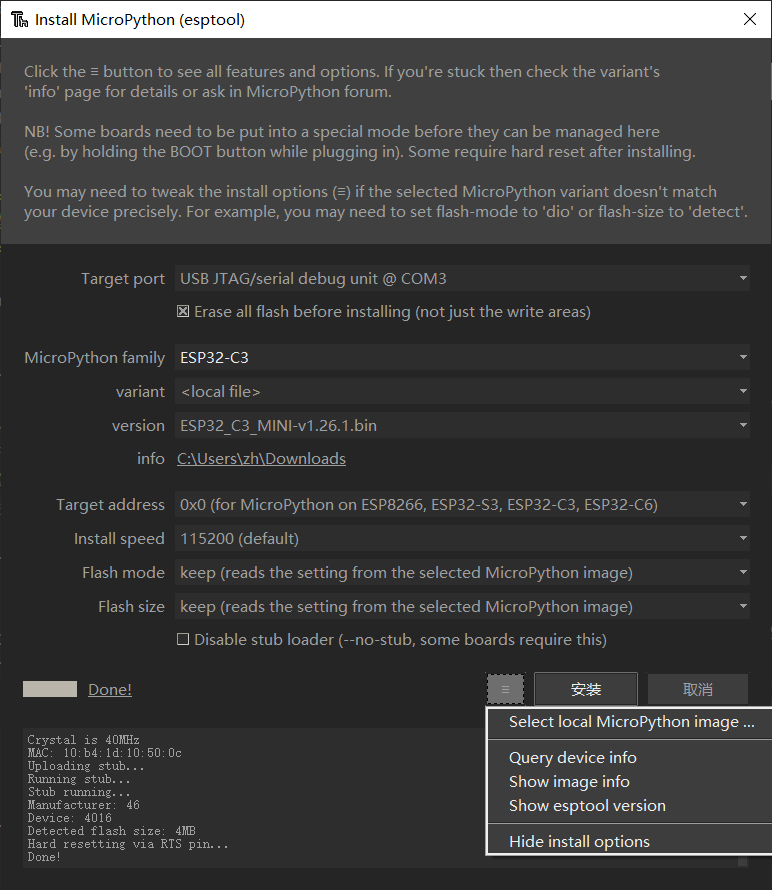 Install MicroPython (esptool)
Click the ≡ button to see all features and options. If you're stuck then check the variant's
'info' page for details or ask in MicroPython forum.
NB! Some boards need to be put into a special mode before they can be managed here
(e.g. by holding the BOOT button while plugging in). Some require hard reset after installing.
You may need to tweak the install options (≡) if the selected MicroPython variant doesn't match
your device precisely. For example, you may need to set flash-mode to 'dio' or flash-size to 'detect'.
Target port USB JTAG/serial debug unit @ COM3
Erase all flash before installing (not just the write areas)
MicroPython family ESP32-C3
variant <local file>
version ESP32_C3_MINI-v1.26.1.bin
info C:\Users\zh\Downloads
Target address 0x0 (for MicroPython on ESP8266, ESP32-S3, ESP32-C3, ESP32-C6)
Install speed 115200 (default)
Flash mode keep (reads the setting from the selected MicroPython image)
Flash size keep (reads the setting from the selected MicroPython image)
Disable stub loader (--no-stub, some boards require this)
Done! ≡ 安装 取消
Select local MicroPython image ...
Query device info
Show image info
Show esptool version
Hide install options
Crystal is 40MHz
MAC: 10:b4:1d:10:50:0c
Uploading stub...
Running stub...
Stub running...
Manufacturer: 46
Device: 4016
Detected flash size: 4MB
Hard resetting via RTS pin...
Done!